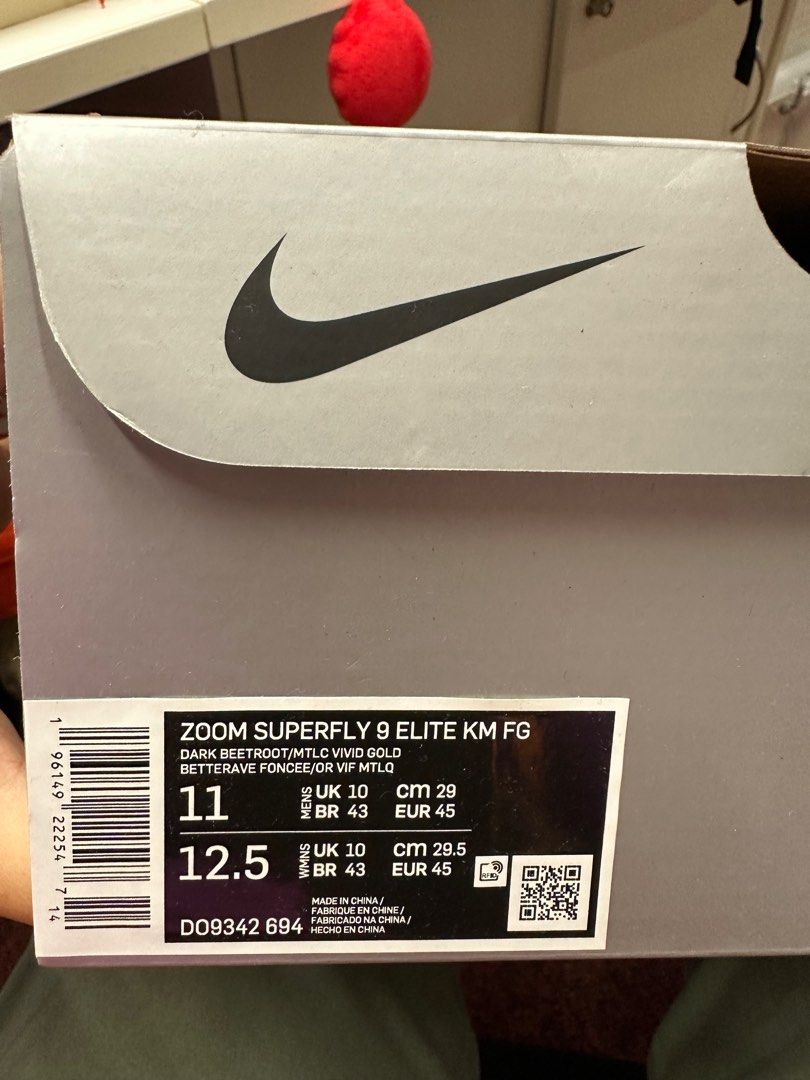 ZOOM SUPERFLY 9 ELITE KM FG
DARK BEETROOT/MTLC VIVID GOLD
BETTERAVE FONCEE/OR VIF MTLQ
11 MENS UK 10 cm 29
BR 43 EUR 45
12.5 WMNS UK 10 cm 29.5
BR 43 EUR 45
RFID
MADE IN CHINA /
FABRIQUE EN CHINE /
FABRICADO NA CHINA /
HECHO EN CHINA
DO9342 694
1 96149 22254 7 14